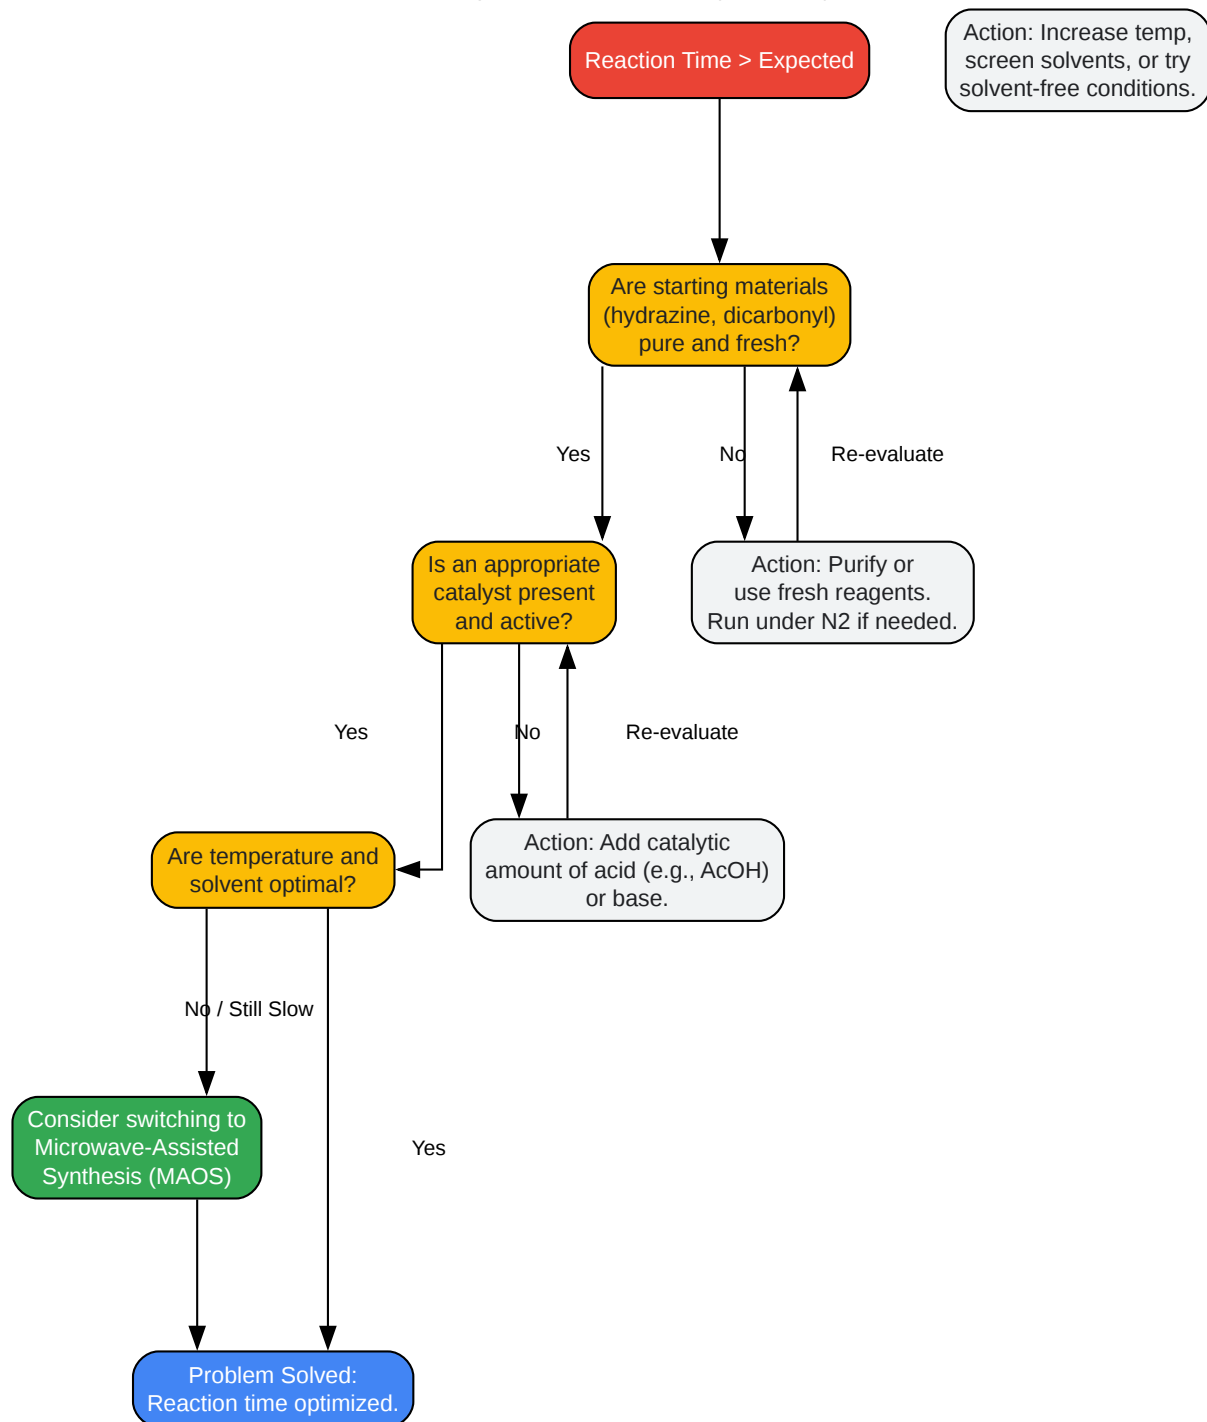 Reaction Time > Expected
Action: Increase temp,
screen solvents, or try
solvent-free conditions.
Are starting materials
(hydrazine, dicarbonyl)
pure and fresh?
Yes
No
Re-evaluate
Is an appropriate
catalyst present
and active?
Action: Purify or
use fresh reagents.
Run under N2 if needed.
Yes
No
Re-evaluate
Are temperature and
solvent optimal?
Action: Add catalytic
amount of acid (e.g., AcOH)
or base.
No / Still Slow
Consider switching to
Microwave-Assisted
Synthesis (MAOS)
Yes
Problem Solved:
Reaction time optimized.